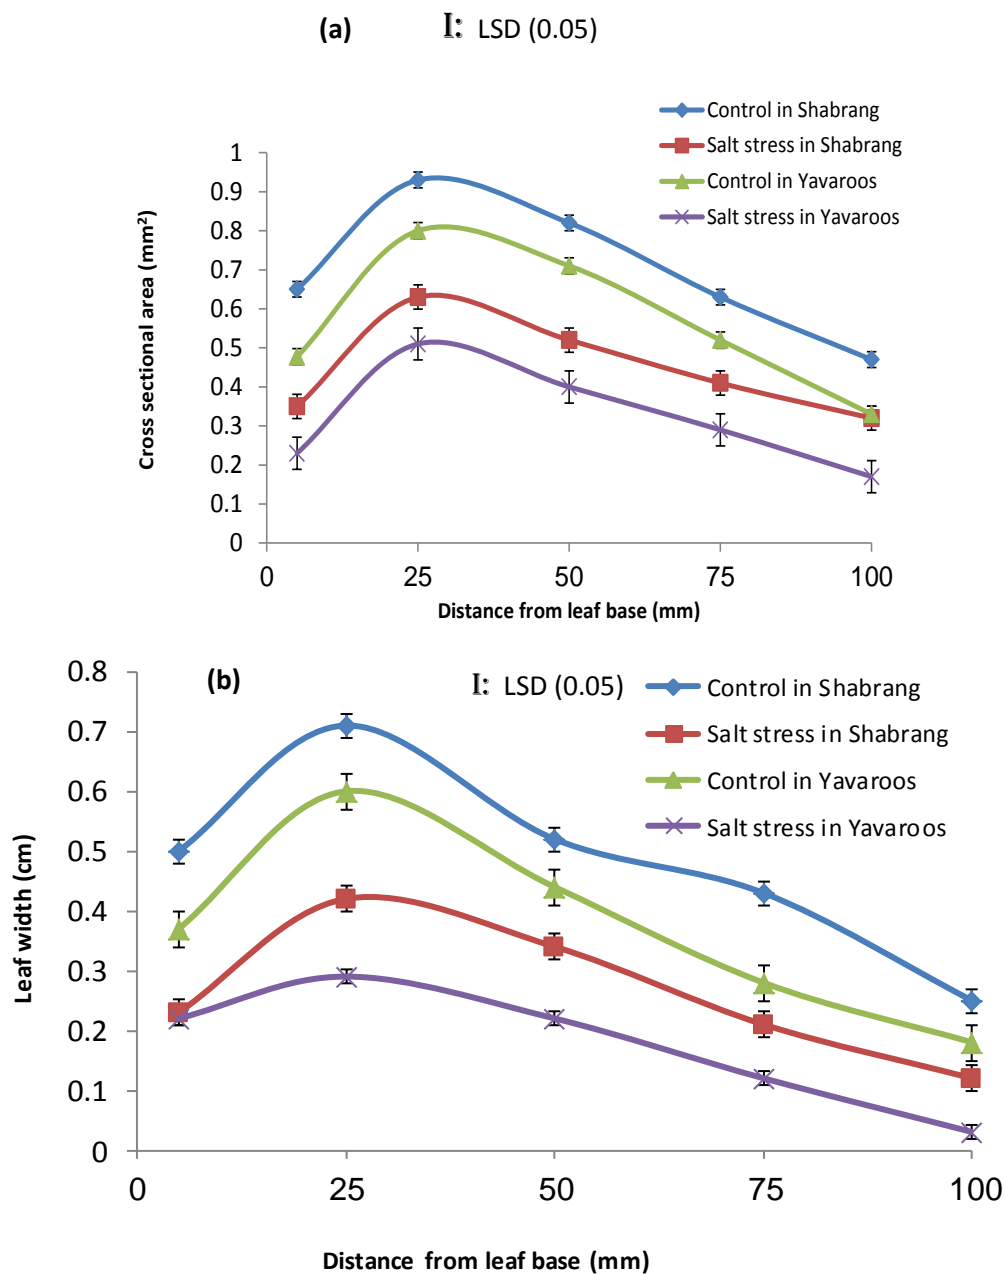 (a) I: LSD (0.05)
Control in Shabrang
Salt stress in Shabrang
Control in Yavaroos
Salt stress in Yavaroos
Cross sectional area (mm²)
1
0.9
0.8
0.7
0.6
0.5
0.4
0.3
0.2
0.1
0
0 25 50 75 100
Distance from leaf base (mm)
(b) I: LSD (0.05)
Control in Shabrang
Salt stress in Shabrang
Control in Yavaroos
Salt stress in Yavaroos
Leaf width (cm)
0.8
0.7
0.6
0.5
0.4
0.3
0.2
0.1
0
0 25 50 75 100
Distance from leaf base (mm)